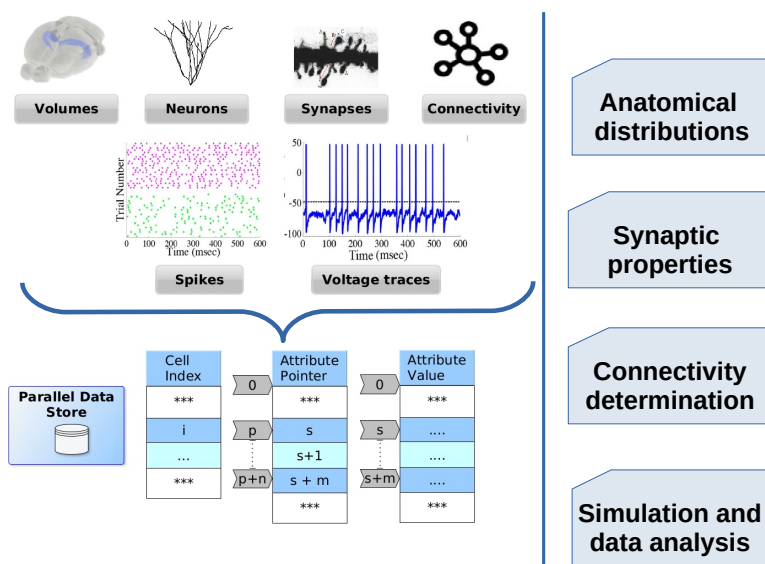 Volumes
Neurons
Synapses
Connectivity
Trial Number
0 100 200 300 400 500 600
Time (msec)
50
0
-50
-100
0 100 200 300 400 500 600
Time (msec)
Spikes
Voltage traces
Parallel Data
Store
Cell
Index
***
i
...
***
0
p
p+n
Attribute
Pointer
***
s
s+1
s + m
***
0
s
s+m
Attribute
Value
***
....
....
....
***
Anatomical
distributions
Synaptic
properties
Connectivity
determination
Simulation and
data analysis